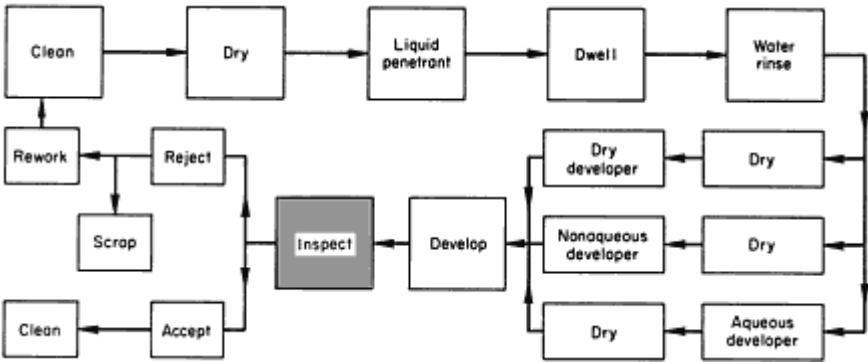 Clean
Dry
Liquid
penetrant
Dwell
Water
rinse
Rework
Reject
Dry
developer
Dry
Scrap
Inspect
Develop
Nonaqueous
developer
Dry
Clean
Accept
Dry
Aqueous
developer